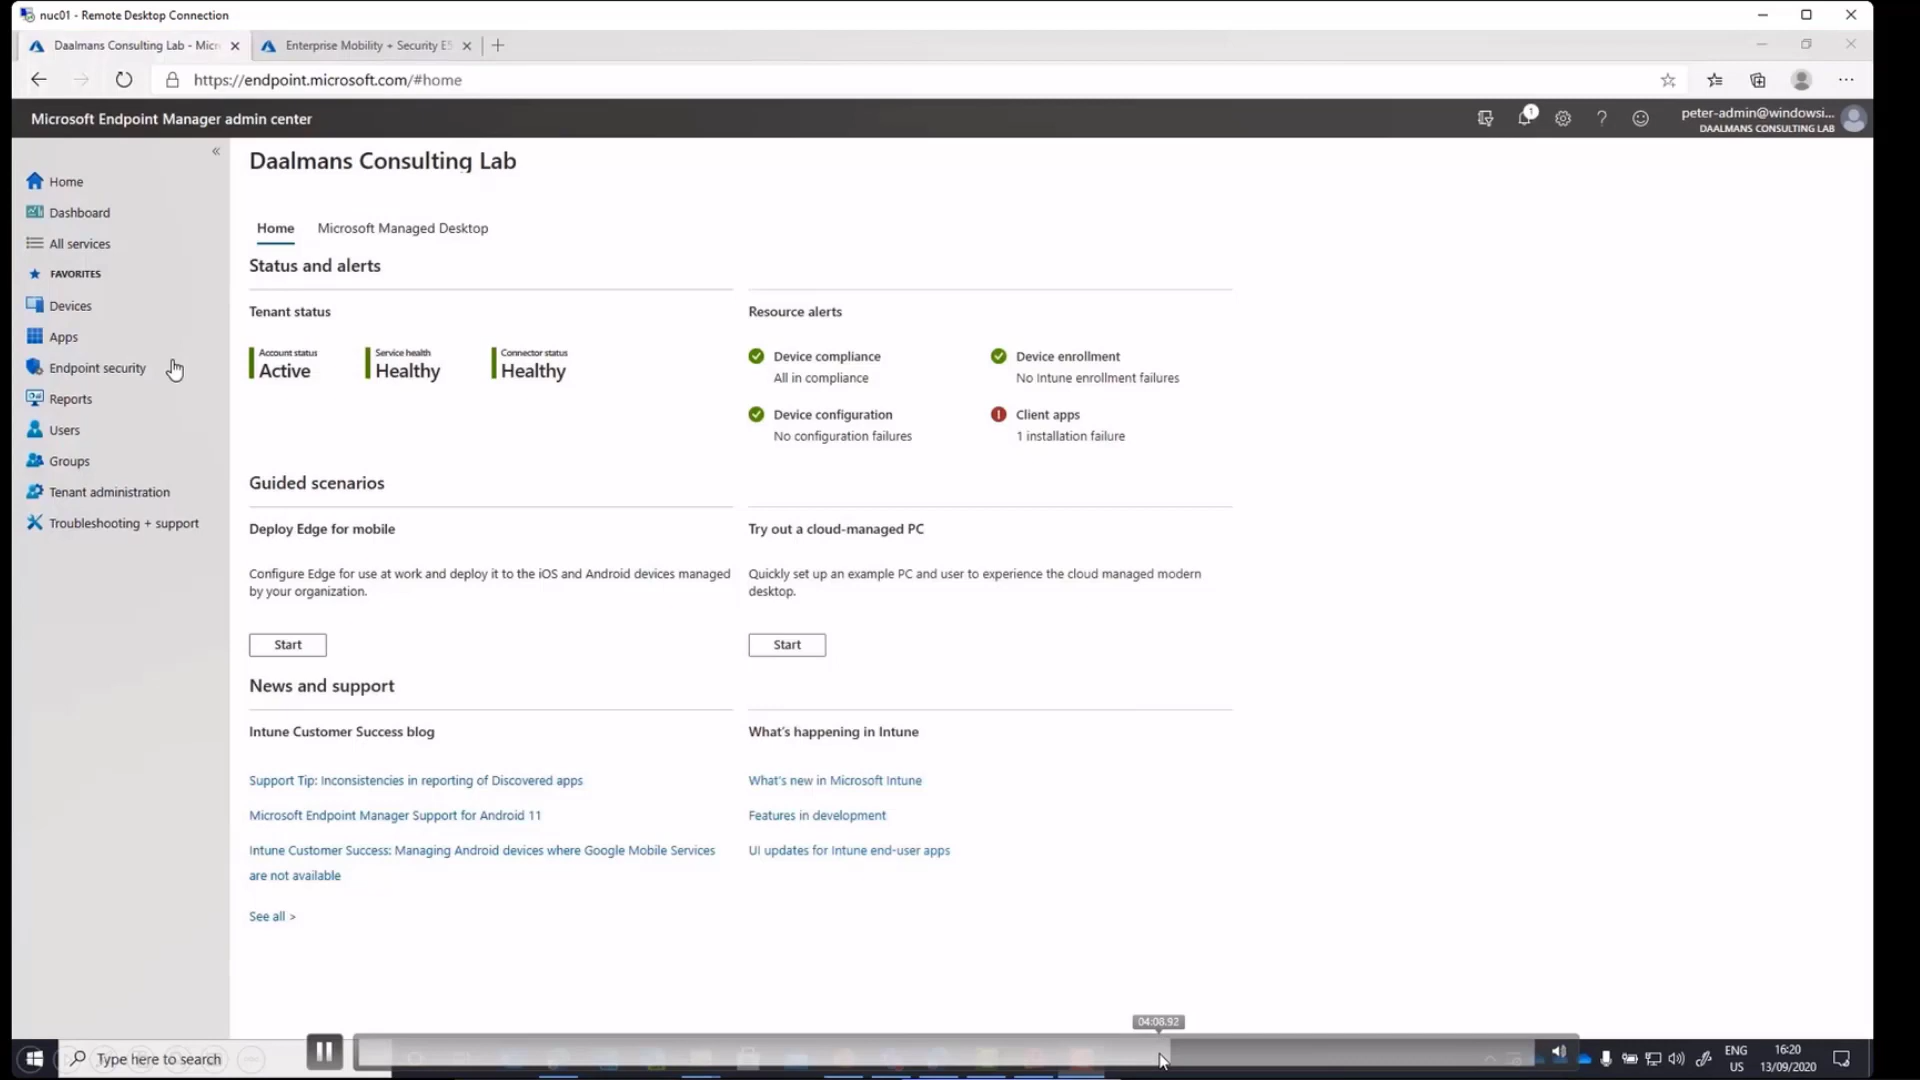 nuc01 - Remote Desktop Connection
Daalmans Consulting Lab - Micr
Enterprise Mobility + Security E5
https://endpoint.microsoft.com/#home
Microsoft Endpoint Manager admin center
1
peter-admin@windowsi...
DAALMANS CONSULTING LAB
Home
Dashboard
All services
FAVORITES
Devices
Apps
Endpoint security
Reports
Users
Groups
Tenant administration
Troubleshooting + support
Daalmans Consulting Lab
Home
Microsoft Managed Desktop
Status and alerts
Tenant status
Account status
Active
Service health
Healthy
Connector status
Healthy
Resource alerts
Device compliance
All in compliance
Device enrollment
No Intune enrollment failures
Device configuration
No configuration failures
Client apps
1 installation failure
Guided scenarios
Deploy Edge for mobile
Configure Edge for use at work and deploy it to the iOS and Android devices managed
by your organization.
Start
Try out a cloud-managed PC
Quickly set up an example PC and user to experience the cloud managed modern
desktop.
Start
News and support
Intune Customer Success blog
Support Tip: Inconsistencies in reporting of Discovered apps
Microsoft Endpoint Manager Support for Android 11
Intune Customer Success: Managing Android devices where Google Mobile Services
are not available
See all >
What's happening in Intune
What's new in Microsoft Intune
Features in development
UI updates for Intune end-user apps
04:08.92
Type here to search
ENG
US
16:20
13/09/2020